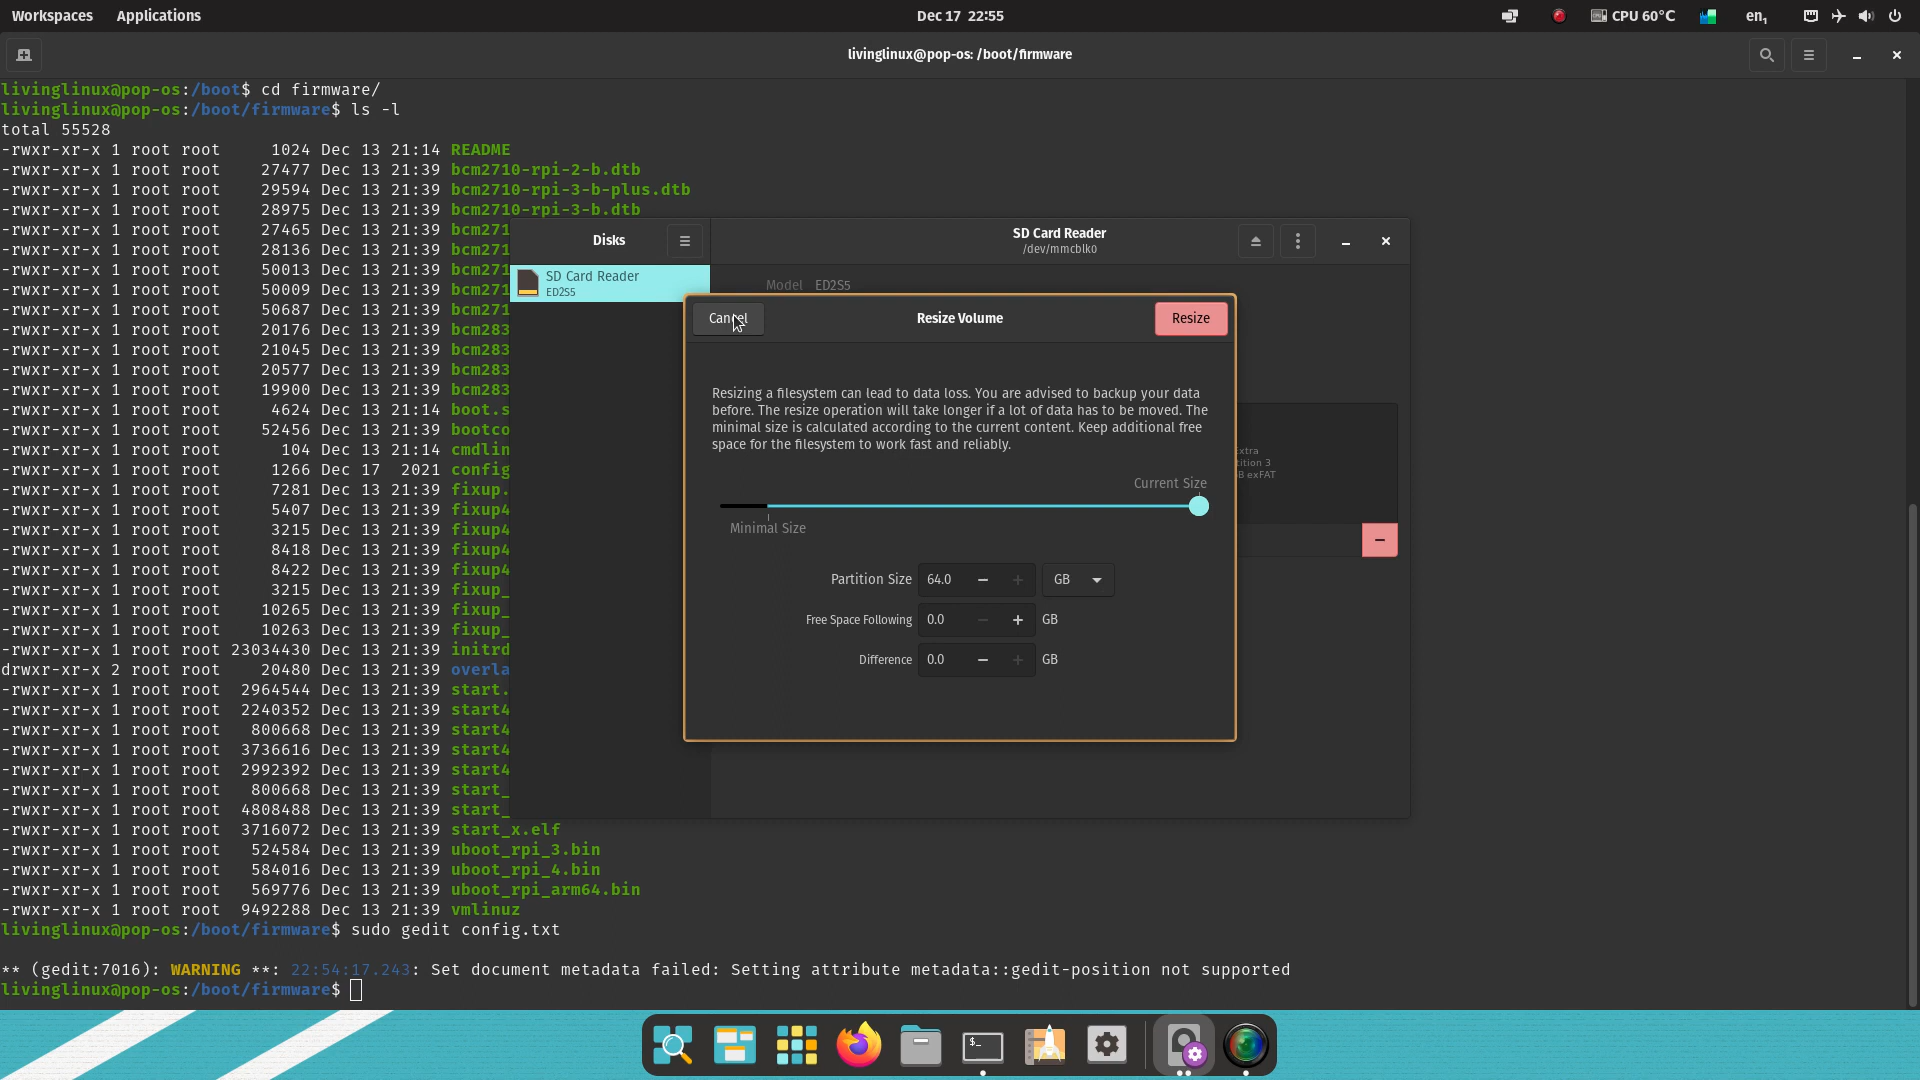 Workspaces Applications Dec 17 22:55 CPU 60°C en₁
livinglinux@pop-os: /boot/firmware
livinglinux@pop-os:/boot$ cd firmware/
livinglinux@pop-os:/boot/firmware$ ls -l
total 55528
-rwxr-xr-x 1 root root 1024 Dec 13 21:14 README
-rwxr-xr-x 1 root root 27477 Dec 13 21:39 bcm2710-rpi-2-b.dtb
-rwxr-xr-x 1 root root 29594 Dec 13 21:39 bcm2710-rpi-3-b-plus.dtb
-rwxr-xr-x 1 root root 28975 Dec 13 21:39 bcm2710-rpi-3-b.dtb
-rwxr-xr-x 1 root root 27465 Dec 13 21:39 bcm271
-rwxr-xr-x 1 root root 28136 Dec 13 21:39 bcm271
-rwxr-xr-x 1 root root 50013 Dec 13 21:39 bcm271
-rwxr-xr-x 1 root root 50009 Dec 13 21:39 bcm271
-rwxr-xr-x 1 root root 50687 Dec 13 21:39 bcm271
-rwxr-xr-x 1 root root 20176 Dec 13 21:39 bcm283
-rwxr-xr-x 1 root root 21045 Dec 13 21:39 bcm283
-rwxr-xr-x 1 root root 20577 Dec 13 21:39 bcm283
-rwxr-xr-x 1 root root 19900 Dec 13 21:39 bcm283
-rwxr-xr-x 1 root root 4624 Dec 13 21:14 boot.s
-rwxr-xr-x 1 root root 52456 Dec 13 21:39 bootco
-rwxr-xr-x 1 root root 104 Dec 13 21:14 cmdlin
-rwxr-xr-x 1 root root 1266 Dec 17 2021 config
-rwxr-xr-x 1 root root 7281 Dec 13 21:39 fixup.
-rwxr-xr-x 1 root root 5407 Dec 13 21:39 fixup4
-rwxr-xr-x 1 root root 3215 Dec 13 21:39 fixup4
-rwxr-xr-x 1 root root 8418 Dec 13 21:39 fixup4
-rwxr-xr-x 1 root root 8422 Dec 13 21:39 fixup4
-rwxr-xr-x 1 root root 3215 Dec 13 21:39 fixup_
-rwxr-xr-x 1 root root 10265 Dec 13 21:39 fixup_
-rwxr-xr-x 1 root root 10263 Dec 13 21:39 fixup_
-rwxr-xr-x 1 root root 23034430 Dec 13 21:39 initrd
drwxr-xr-x 2 root root 20480 Dec 13 21:39 overla
-rwxr-xr-x 1 root root 2964544 Dec 13 21:39 start.
-rwxr-xr-x 1 root root 2240352 Dec 13 21:39 start4
-rwxr-xr-x 1 root root 800668 Dec 13 21:39 start4
-rwxr-xr-x 1 root root 3736616 Dec 13 21:39 start4
-rwxr-xr-x 1 root root 2992392 Dec 13 21:39 start4
-rwxr-xr-x 1 root root 800668 Dec 13 21:39 start_
-rwxr-xr-x 1 root root 4808488 Dec 13 21:39 start_
-rwxr-xr-x 1 root root 3716072 Dec 13 21:39 start_x.elf
-rwxr-xr-x 1 root root 524584 Dec 13 21:39 uboot_rpi_3.bin
-rwxr-xr-x 1 root root 584016 Dec 13 21:39 uboot_rpi_4.bin
-rwxr-xr-x 1 root root 569776 Dec 13 21:39 uboot_rpi_arm64.bin
-rwxr-xr-x 1 root root 9492288 Dec 13 21:39 vmlinuz
livinglinux@pop-os:/boot/firmware$ sudo gedit config.txt
** (gedit:7016): WARNING **: 22:54:17.243: Set document metadata failed: Setting attribute metadata::gedit-position not supported
livinglinux@pop-os:/boot/firmware$
Disks
SD Card Reader
/dev/mmcblk0
SD Card Reader
ED2S5
Model ED2S5
xtra
tition 3
B exFAT
Cancel Resize Volume Resize
Resizing a filesystem can lead to data loss. You are advised to backup your data
before. The resize operation will take longer if a lot of data has to be moved. The
minimal size is calculated according to the current content. Keep additional free
space for the filesystem to work fast and reliably.
Current Size
Minimal Size
Partition Size 64.0 − + GB
Free Space Following 0.0 − + GB
Difference 0.0 − + GB
$_